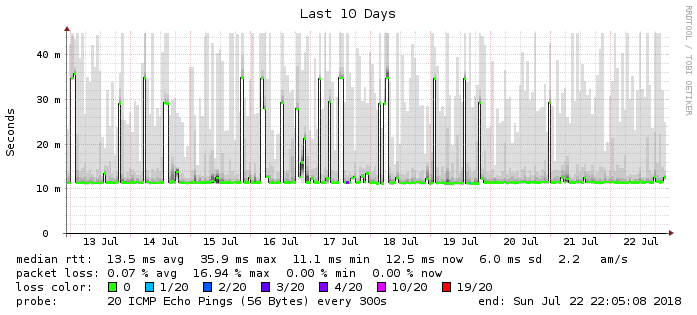 Last 10 Days
RRDTOOL / TOBI OETIKER
Seconds
40 m
30 m
20 m
10 m
0
13 Jul 14 Jul 15 Jul 16 Jul 17 Jul 18 Jul 19 Jul 20 Jul 21 Jul 22 Jul
median rtt: 13.5 ms avg 35.9 ms max 11.1 ms min 12.5 ms now 6.0 ms sd 2.2 am/s
packet loss: 0.07 % avg 16.94 % max 0.00 % min 0.00 % now
loss color: 0 1/20 2/20 3/20 4/20 10/20 19/20
probe: 20 ICMP Echo Pings (56 Bytes) every 300s end: Sun Jul 22 22:05:08 2018